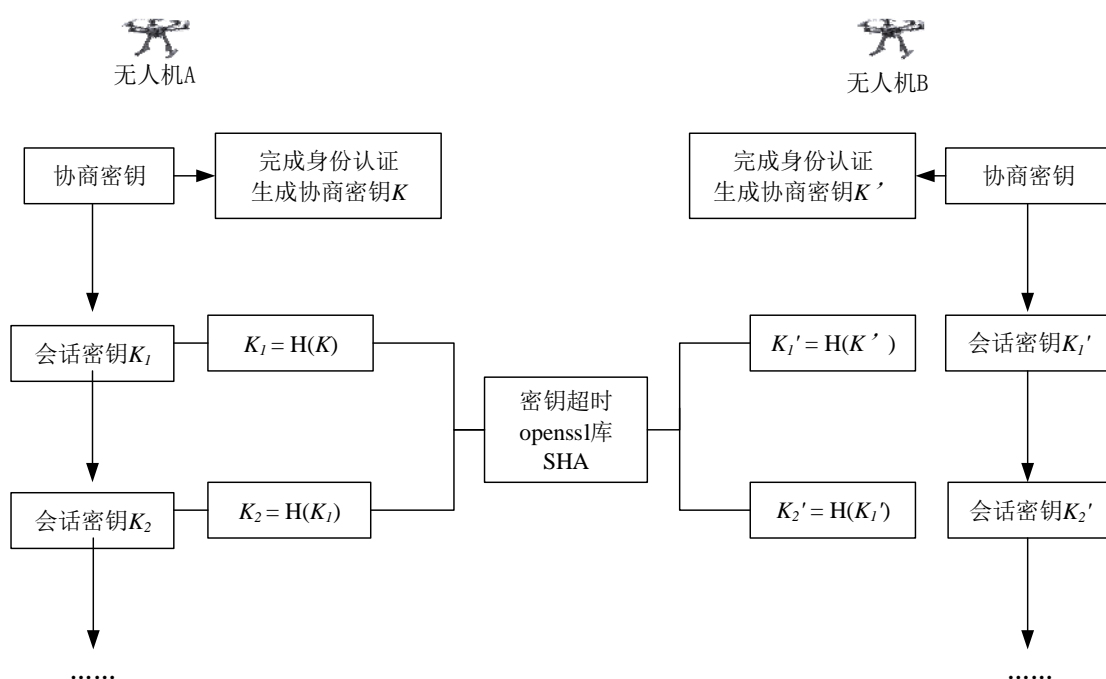 无人机A
无人机B
协商密钥
完成身份认证
生成协商密钥K
完成身份认证
生成协商密钥K’
协商密钥
会话密钥K1
K1 = H(K)
K1' = H(K’)
会话密钥K1'
密钥超时
openssl库
SHA
会话密钥K2
K2 = H(K1)
K2' = H(K1')
会话密钥K2'
……
……